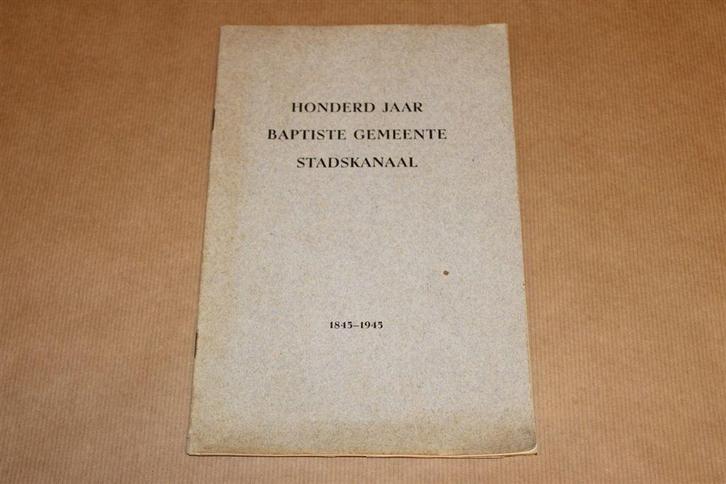 HONDERD JAAR
BAPTISTE GEMEENTE
STADSKANAAL
1845–1945